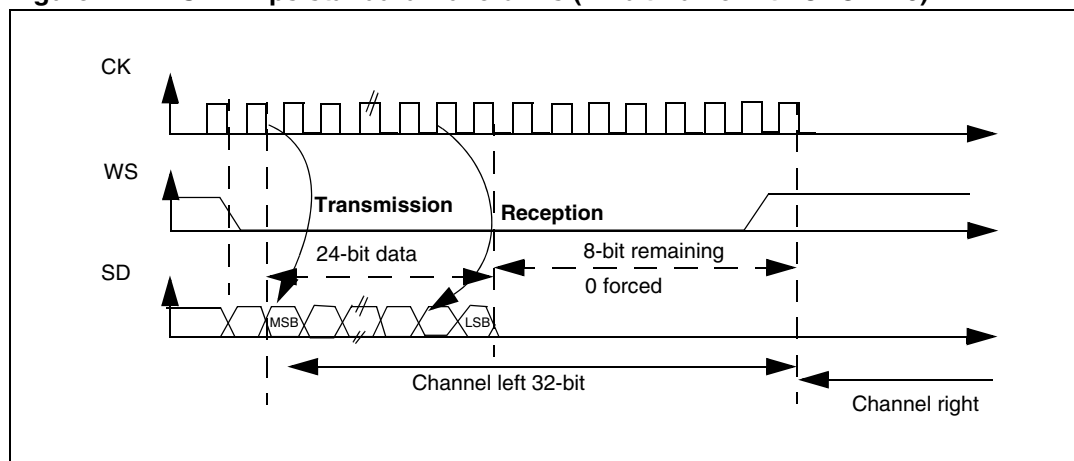 CK
WS
Transmission
Reception
24-bit data
8-bit remaining
0 forced
SD
MSB
LSB
Channel left 32-bit
Channel right